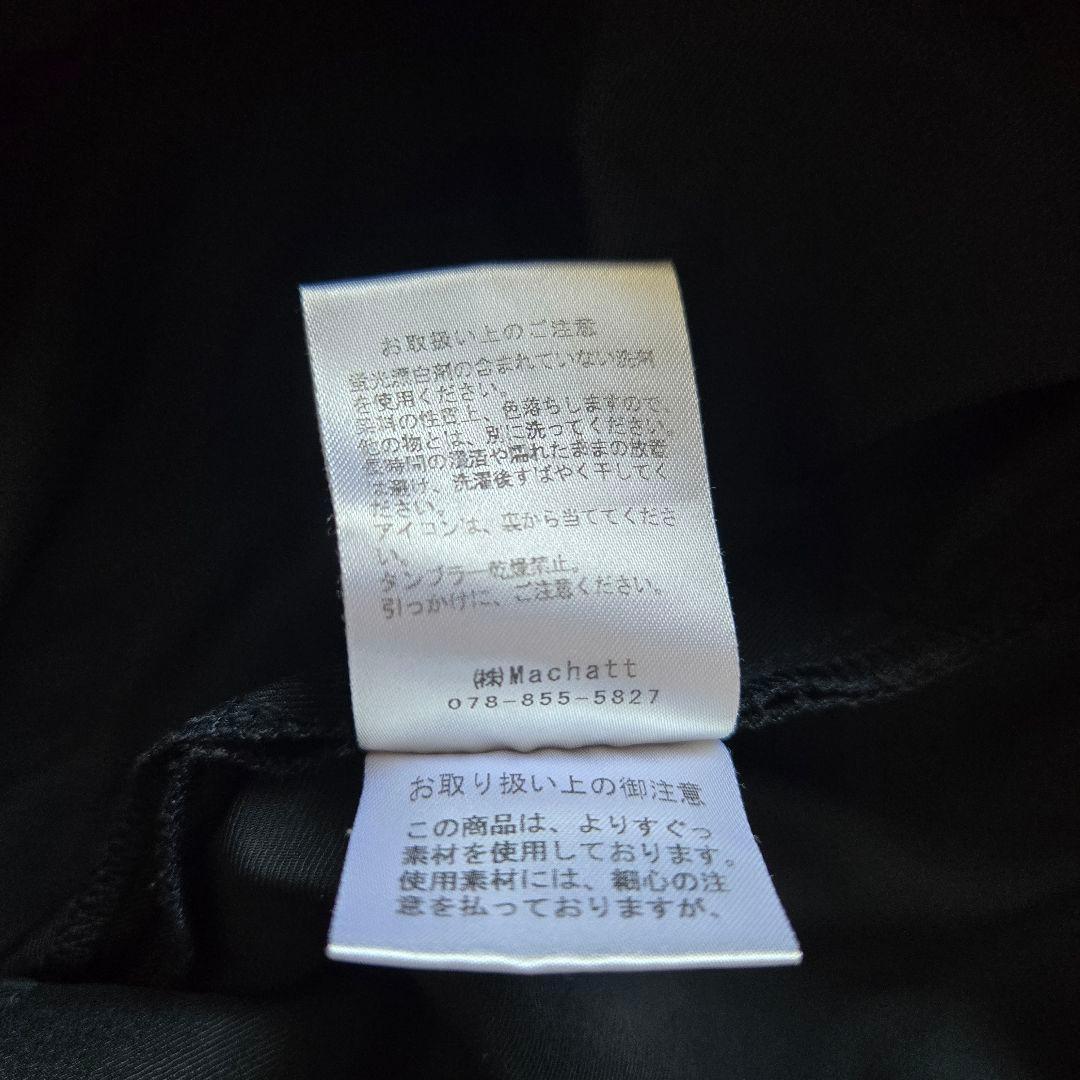 お取扱い上のご注意
蛍光漂白剤の含まれていない洗剤
を使用ください。
染料の性質上、色落ちしますので、
他の物とは、別に洗ってください。
長時間の浸漬や濡れたままの放置
は避け、洗濯後すばやく干してく
ださい。
アイロンは、裏から当ててくださ
い。
タンブラー乾燥禁止。
引っかけに、ご注意ください。
㈱Machatt
078-855-5827
お取り扱い上の御注意
この商品は、よりすぐっ
素材を使用しております。
使用素材には、細心の注
意を払っておりますが、